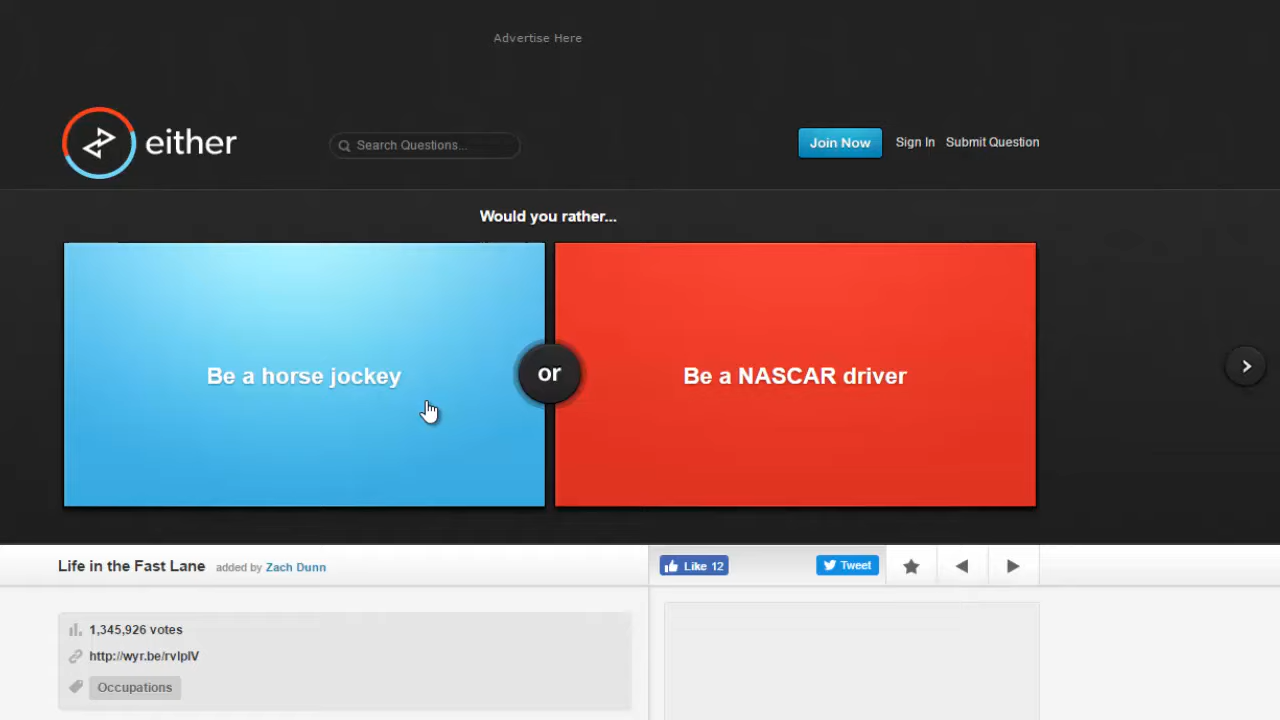 Advertise Here
either
Search Questions...
Join Now
Sign In
Submit Question
Would you rather...
Be a horse jockey
or
Be a NASCAR driver
Life in the Fast Lane added by Zach Dunn
Like 12
Tweet
1,345,926 votes
http://wyr.be/rvIpIV
Occupations